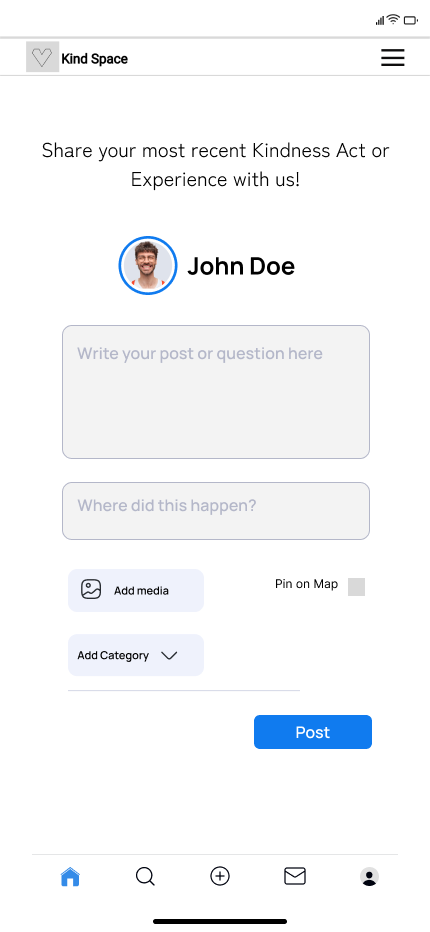 Kind Space
Share your most recent Kindness Act or
Experience with us!
John Doe
Write your post or question here
Where did this happen?
Add media
Pin on Map
Add Category
Post